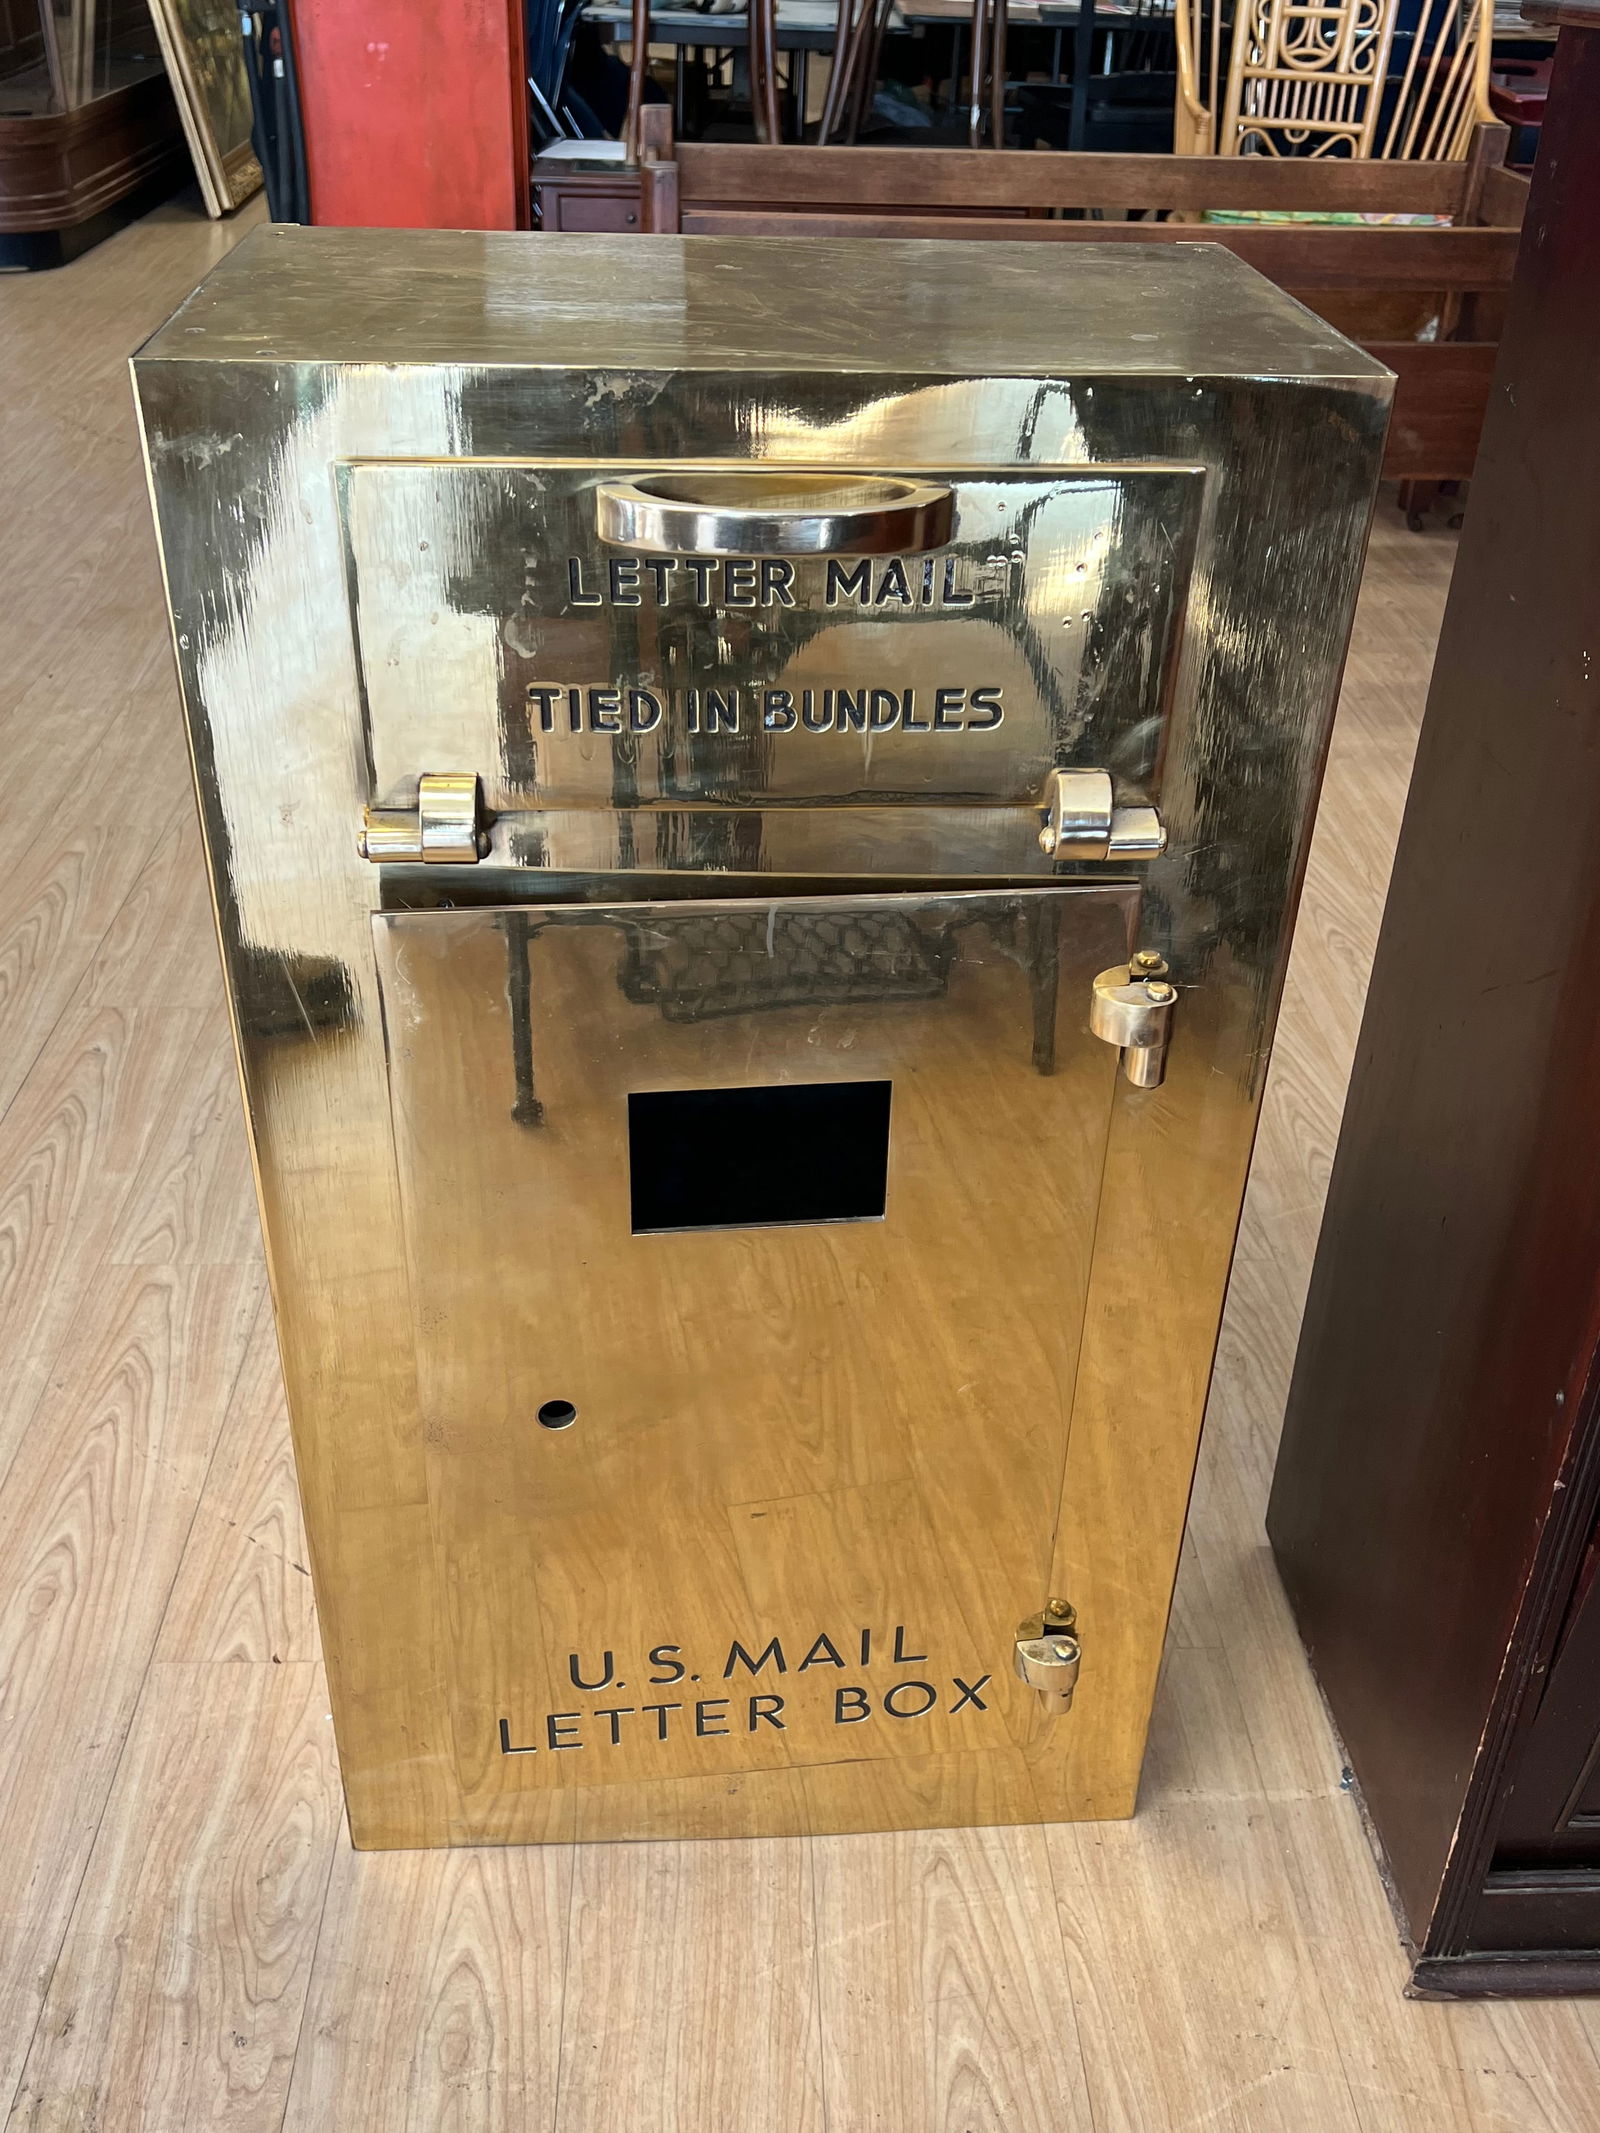 LETTER MAIL
TIED IN BUNDLES
U.S. MAIL
LETTER BOX